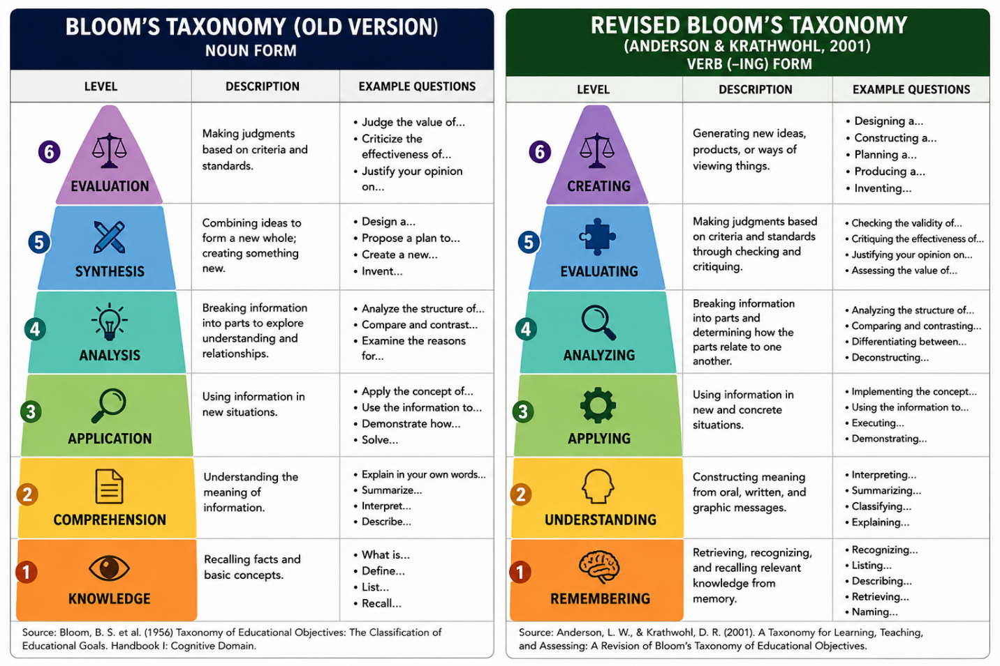 BLOOM'S TAXONOMY (OLD VERSION)
NOUN FORM
LEVEL
DESCRIPTION
EXAMPLE QUESTIONS
6
EVALUATION
Making judgments
based on criteria and
standards.
• Judge the value of...
• Criticize the
effectiveness of...
• Justify your opinion
on...
5
SYNTHESIS
Combining ideas to
form a new whole;
creating something
new.
• Design a...
• Propose a plan to...
• Create a new...
• Invent...
4
ANALYSIS
Breaking information
into parts to explore
understanding and
relationships.
• Analyze the structure of...
• Compare and contrast...
• Examine the reasons
for...
3
APPLICATION
Using information in
new situations.
• Apply the concept of...
• Use the information to...
• Demonstrate how...
• Solve...
2
COMPREHENSION
Understanding the
meaning of
information.
• Explain in your own words...
• Summarize...
• Interpret...
• Describe...
1
KNOWLEDGE
Recalling facts and
basic concepts.
• What is...
• Define...
• List...
• Recall...
Source: Bloom, B. S. et al. (1956) Taxonomy of Educational Objectives: The Classification of
Educational Goals. Handbook I: Cognitive Domain.
REVISED BLOOM'S TAXONOMY
(ANDERSON & KRATHWOHL, 2001)
VERB (–ING) FORM
LEVEL
DESCRIPTION
EXAMPLE QUESTIONS
6
CREATING
Generating new ideas,
products, or ways of
viewing things.
• Designing a...
• Constructing a...
• Planning a...
• Producing a...
• Inventing...
5
EVALUATING
Making judgments based
on criteria and standards
through checking and
critiquing.
• Checking the validity of...
• Critiquing the effectiveness of...
• Justifying your opinion on...
• Assessing the value of...
4
ANALYZING
Breaking information
into parts and
determining how the
parts relate to one
another.
• Analyzing the structure of...
• Comparing and contrasting...
• Differentiating between...
• Deconstructing...
3
APPLYING
Using information in
new and concrete
situations.
• Implementing the concept...
• Using the information to...
• Executing...
• Demonstrating...
2
UNDERSTANDING
Constructing meaning
from oral, written, and
graphic messages.
• Interpreting...
• Summarizing...
• Classifying...
• Explaining...
1
REMEMBERING
Retrieving, recognizing,
and recalling relevant
knowledge from
memory.
• Recognizing...
• Listing...
• Describing...
• Retrieving...
• Naming...
Source: Anderson, L. W., & Krathwohl, D. R. (2001). A Taxonomy for Learning, Teaching,
and Assessing: A Revision of Bloom's Taxonomy of Educational Objectives.